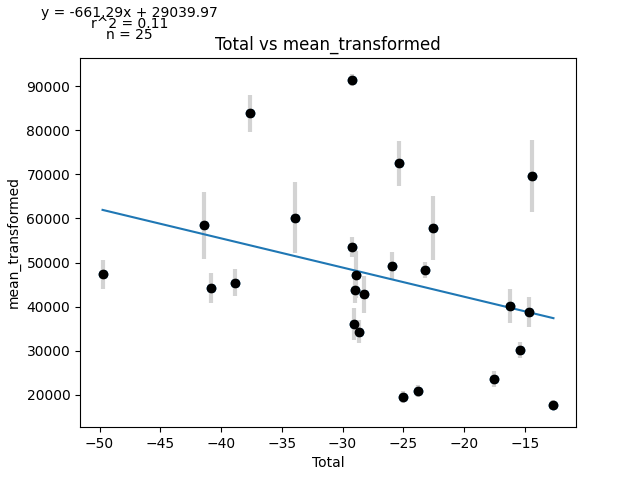 y = -661.29x + 29039.97
r^2 = 0.11
n = 25
Total vs mean_transformed
90000
80000
70000
60000
50000
40000
30000
20000
mean_transformed
−50
−45
−40
−35
−30
−25
−20
−15
Total